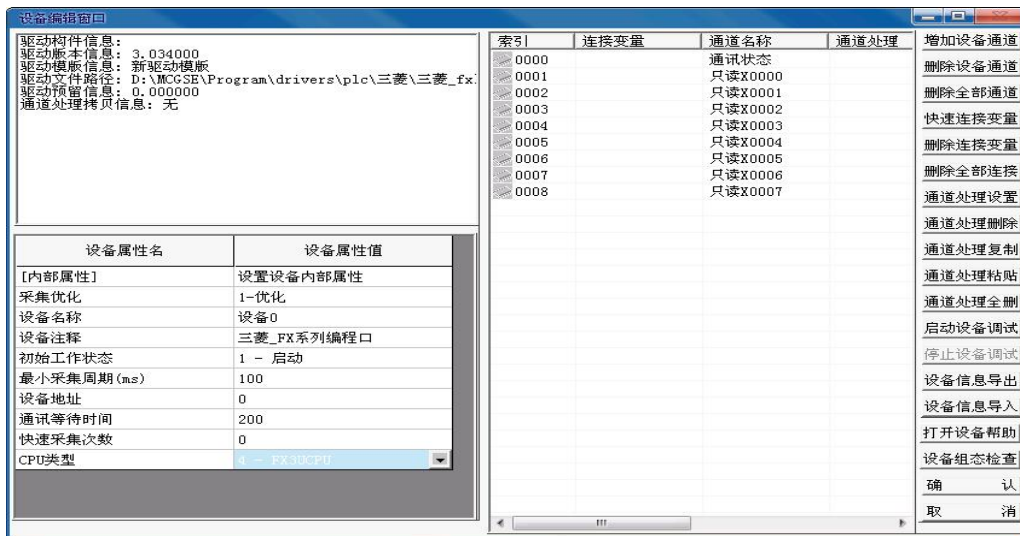 设备编辑窗口
驱动构件信息:
驱动版本信息: 3.034000
驱动模版信息: 新驱动模版
驱动文件路径: D:\MCGSE\Program\drivers\plc\三菱\三菱_fx
驱动预留信息: 0.000000
通道处理拷贝信息: 无
设备属性名 设备属性值
[内部属性] 设置设备内部属性
采集优化 1-优化
设备名称 设备0
设备注释 三菱_FX系列编程口
初始工作状态 1 - 启动
最小采集周期(ms) 100
设备地址 0
通讯等待时间 200
快速采集次数 0
CPU类型 4 - FX3UCPU
索引 连接变量 通道名称 通道处理
0000 通讯状态
0001 只读X0000
0002 只读X0001
0003 只读X0002
0004 只读X0003
0005 只读X0004
0006 只读X0005
0007 只读X0006
0008 只读X0007
增加设备通道
删除设备通道
删除全部通道
快速连接变量
删除连接变量
删除全部连接
通道处理设置
通道处理删除
通道处理复制
通道处理粘贴
通道处理全删
启动设备调试
停止设备调试
设备信息导出
设备信息导入
打开设备帮助
设备组态检查
确 认
取 消